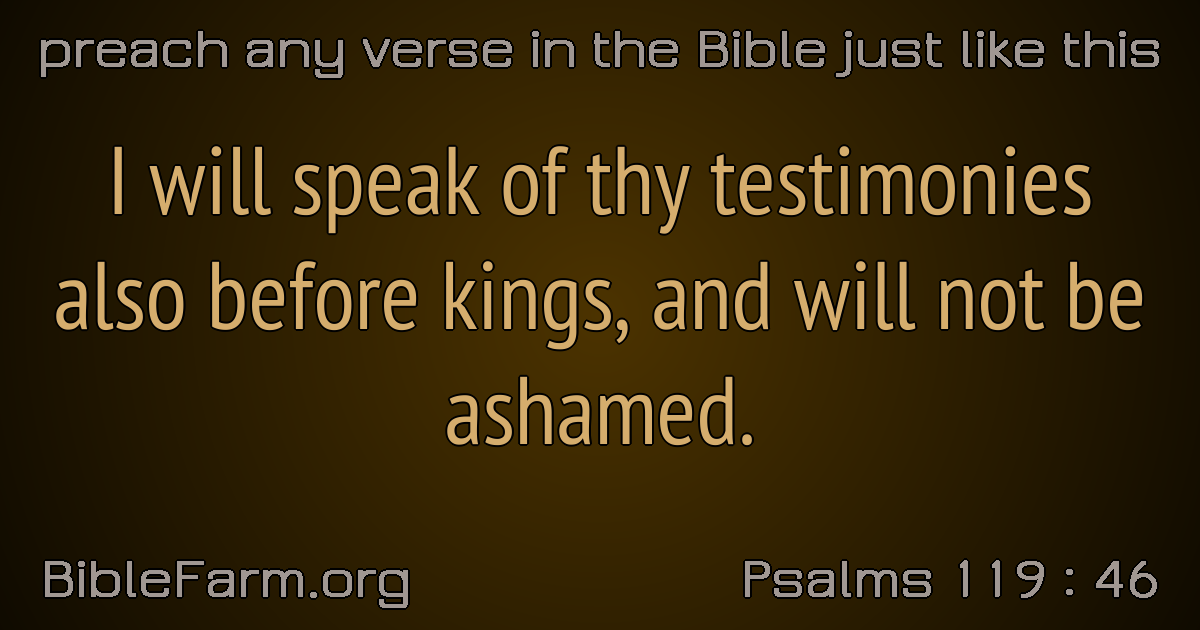 preach any verse in the Bible just like this
I will speak of thy testimonies
also before kings, and will not be
ashamed.
BibleFarm.org
Psalms 119 : 46